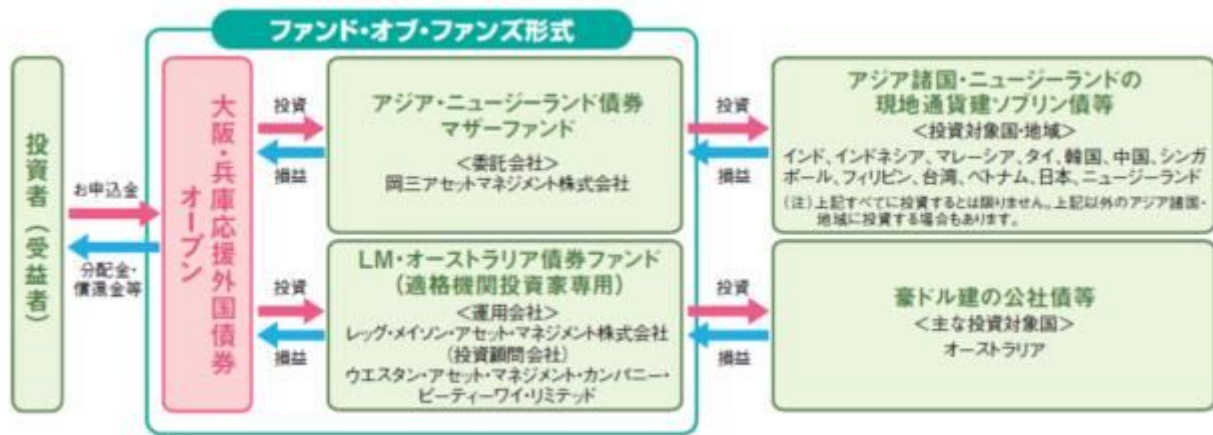 ファンド・オブ・ファンズ形式
投資者（受益者）
お申込金
分配金・
償還金等
大阪・兵庫応援外国債券
オープン
投資
損益
アジア・ニュージーランド債券
マザーファンド
＜委託会社＞
岡三アセットマネジメント株式会社
投資
損益
アジア諸国・ニュージーランドの
現地通貨建ソブリン債等
＜投資対象国・地域＞
インド、インドネシア、マレーシア、タイ、韓国、中国、シンガ
ポール、フィリピン、台湾、ベトナム、日本、ニュージーランド
（注）上記すべてに投資するとは限りません。上記以外のアジア諸国・
地域に投資する場合もあります。
投資
損益
LM・オーストラリア債券ファンド
（適格機関投資家専用）
＜運用会社＞
レッグ・メイソン・アセット・マネジメント株式会社
（投資顧問会社）
ウエスタン・アセット・マネジメント・カンパニー・
ピーティーワイ・リミテッド
投資
損益
豪ドル建の公社債等
＜主な投資対象国＞
オーストラリア